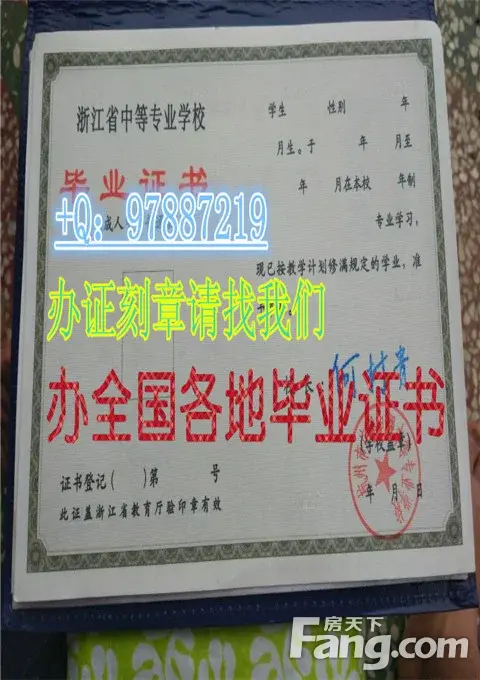 浙江省中等专业学校
毕业证书
+Q：97887219
成人
办证刻章请找我们
办全国各地毕业证书
证书登记（ ）第 号
此证盖浙江省教育厅验印章有效
学生 性别 年
月生。于 年 月至
年 月在本校 年制
专业学习，
现已按教学计划修满规定的学业，准
长
（学校盖章）
年 月 日
房天下
Fang.com